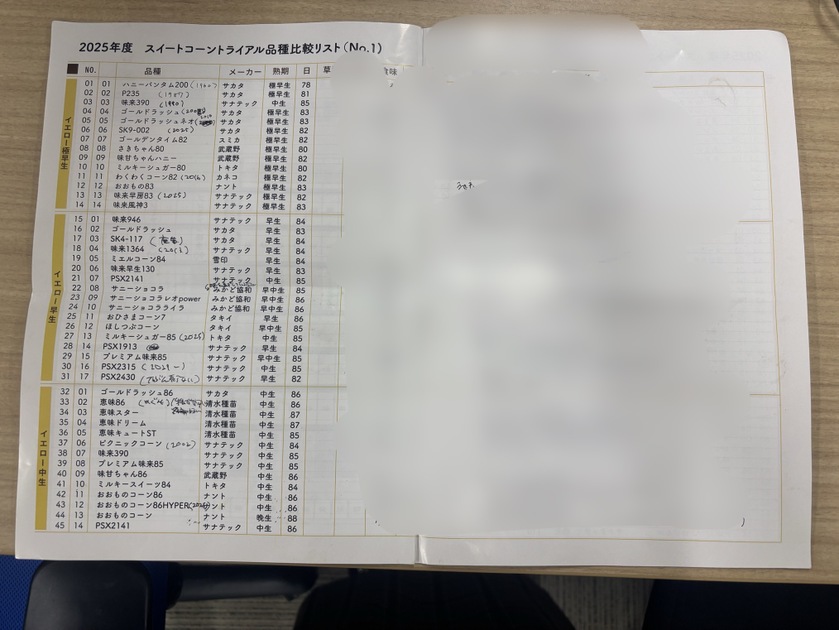 2025年度 スイートコーントライアル品種比較リスト(No.1)
NO. 品種 メーカー 熟期 日 草
イエロー極早生
01 01 ハニーバンタム200 サカタ 極早生 78
02 02 P235 (1987) サカタ 極早生 81
03 03 味来390 (1990) サナテック 中生 85
04 04 ゴールドラッシュ サカタ 極早生 83
05 05 ゴールドラッシュネオ サカタ 極早生 83
06 06 SK9-002 (2025) サカタ 極早生 82
07 07 ゴールデンタイム82 スミカ 極早生 82
08 08 さきちゃん80 武蔵野 極早生 80
09 09 味甘ちゃんハニー 武蔵野 極早生 82
10 10 ミルキーシュガー80 トキタ 極早生 80
11 11 わくわくコーン82 (2016) カネコ 極早生 82
12 12 おおもの83 ナント 極早生 83
13 13 味来早居83 (2025) サナテック 極早生 82
14 14 味来風神3 サナテック 極早生 83
イエロー早生
15 01 味来946 サナテック 早生 84
16 02 ゴールドラッシュ サカタ 早生 83
17 03 SK4-117 サカタ 早生 84
18 04 味来1364 サナテック 早生 84
19 05 ミエルコーン84 雪印 早生 84
20 06 味来早生130 サナテック 早生 83
21 07 PSX2141 サナテック 中生 85
22 08 サニーショコラ みかど協和 早中生 85
23 09 サニーショコラレオpower みかど協和 早中生 86
24 10 サニーショコラライラ みかど協和 早中生 86
25 11 おひさまコーン7 タキイ 早生 86
26 12 ほしつぶコーン タキイ 早中生 85
27 13 ミルキーシュガー85 (2025) トキタ 中生 85
28 14 PSX1913 サナテック 早生 84
29 15 プレミアム味来85 サナテック 早中生 85
30 16 PSX2315 サナテック 中生 85
31 17 PSX2430 サナテック 早生 82
イエロー中生
32 01 ゴールドラッシュ86 サカタ 中生 86
33 02 恵味86 清水種苗 中生 86
34 03 恵味スター 清水種苗 中生 87
35 04 恵味ドリーム 清水種苗 中生 87
36 05 恵味キュートST 清水種苗 中生 85
37 06 ピクニックコーン サナテック 中生 84
38 07 味来390 サナテック 中生 85
39 08 プレミアム味来85 サナテック 中生 85
40 09 味甘ちゃん86 武蔵野 中生 86
41 10 ミルキースイーツ84 トキタ 中生 84
42 11 おおものコーン86 ナント 中生 86
43 12 おおものコーン86HYPER ナント 中生 86
44 13 おおものコーン ナント 晩生 88
45 14 PSX2141 サナテック 中生 86